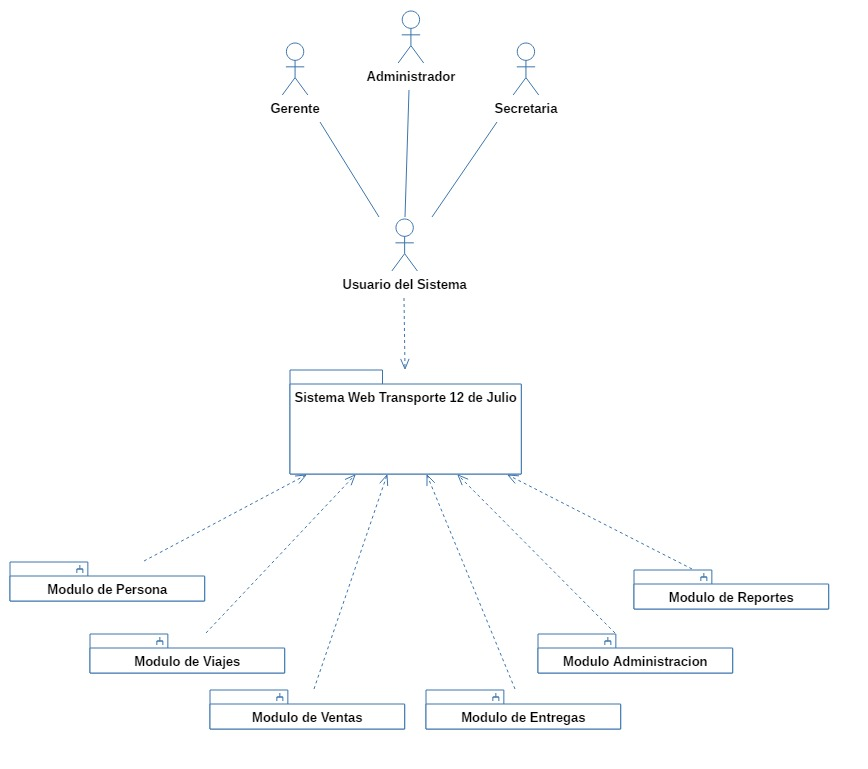 Administrador
Gerente
Secretaria
Usuario del Sistema
Sistema Web Transporte 12 de Julio
Modulo de Persona
Modulo de Reportes
Modulo de Viajes
Modulo Administracion
Modulo de Ventas
Modulo de Entregas